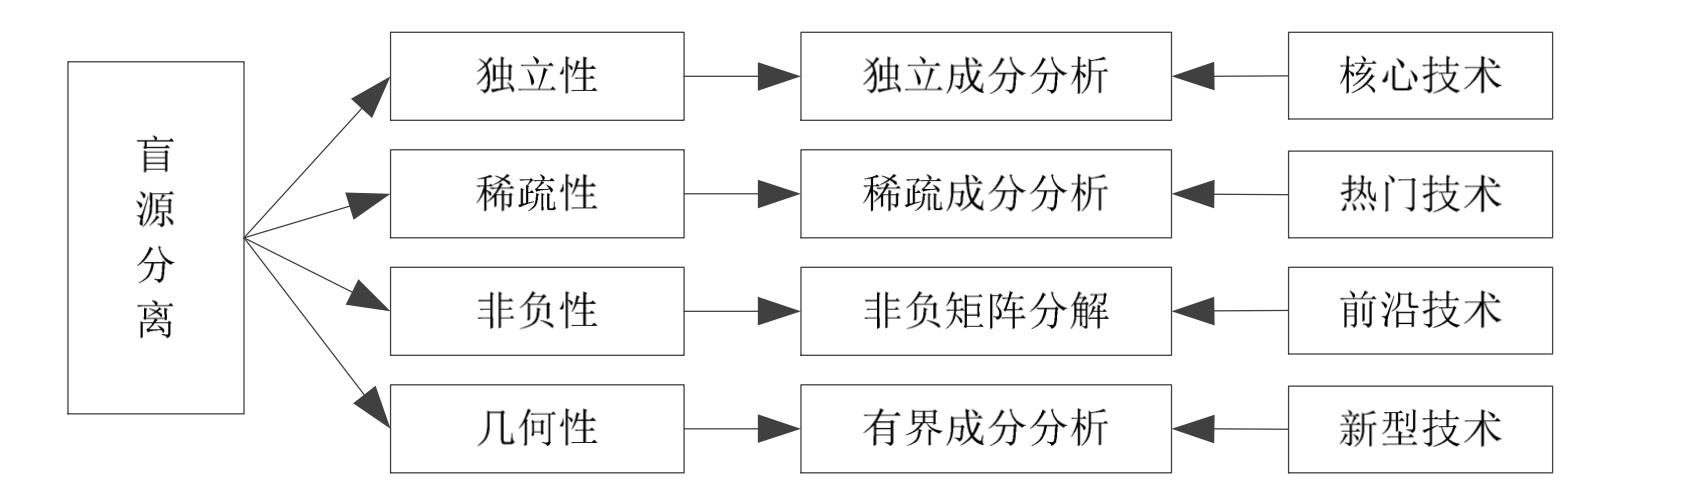 盲
源
分
离
独立性
独立成分分析
核心技术
稀疏性
稀疏成分分析
热门技术
非负性
非负矩阵分解
前沿技术
几何性
有界成分分析
新型技术